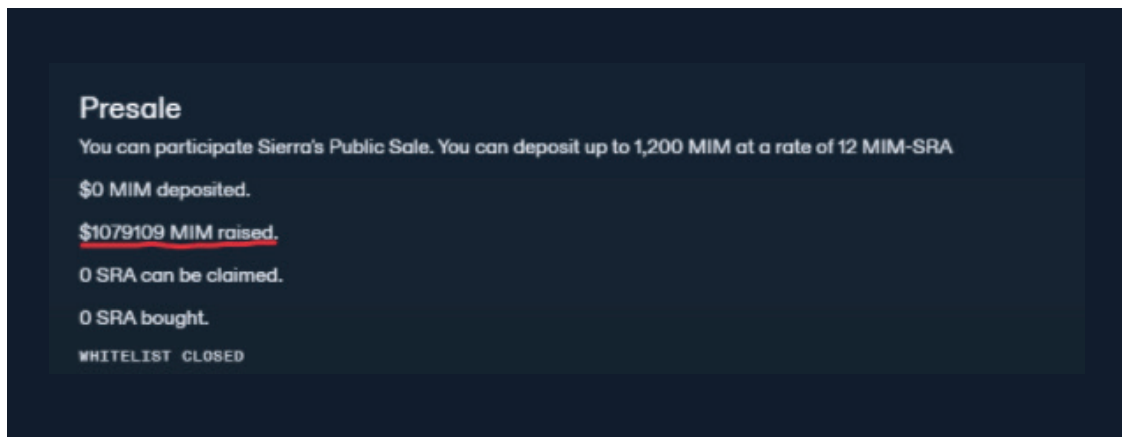 Presale
You can participate Sierra's Public Sale. You can deposit up to 1,200 MIM at a rate of 12 MIM-SRA
$0 MIM deposited.
$1079109 MIM raised.
0 SRA can be claimed.
0 SRA bought.
WHITELIST CLOSED